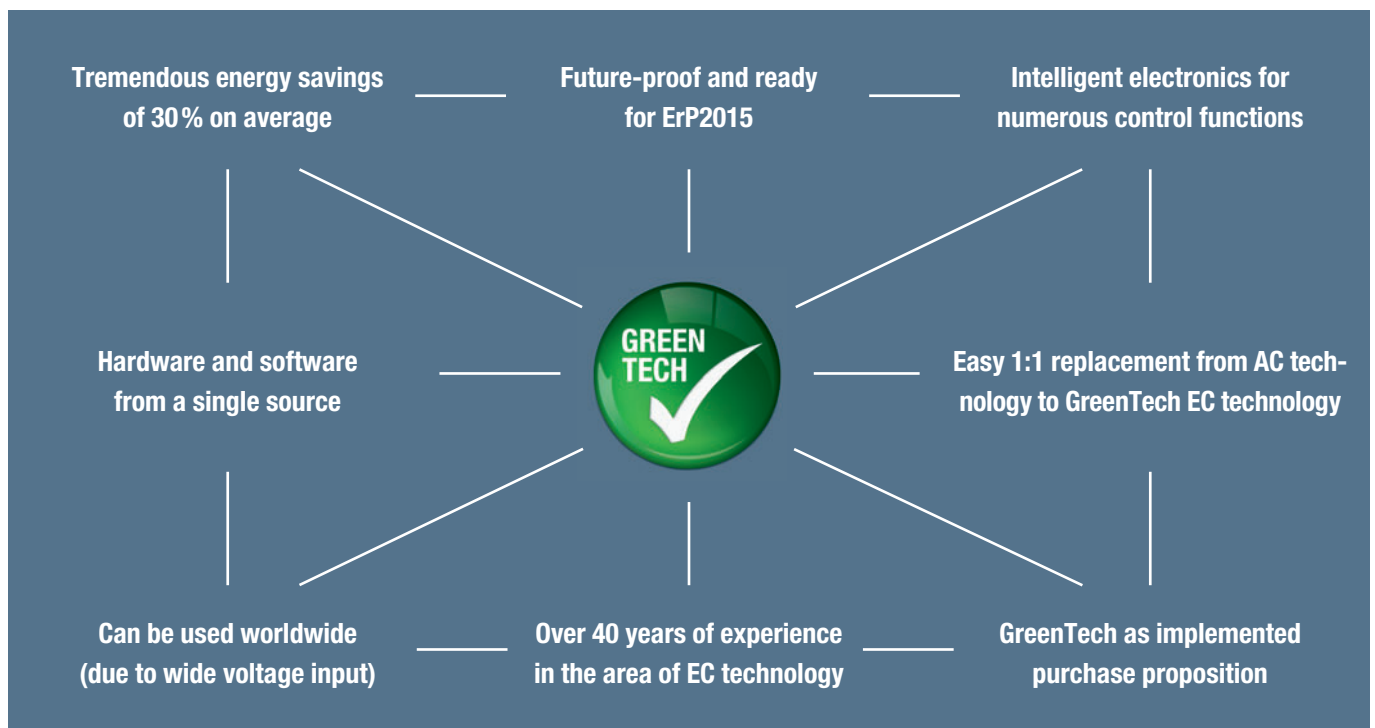 Tremendous energy savings
of 30 % on average
Future-proof and ready
for ErP2015
Intelligent electronics for
numerous control functions
Hardware and software
from a single source
GREEN
TECH
Easy 1:1 replacement from AC tech-
nology to GreenTech EC technology
Can be used worldwide
(due to wide voltage input)
Over 40 years of experience
in the area of EC technology
GreenTech as implemented
purchase proposition